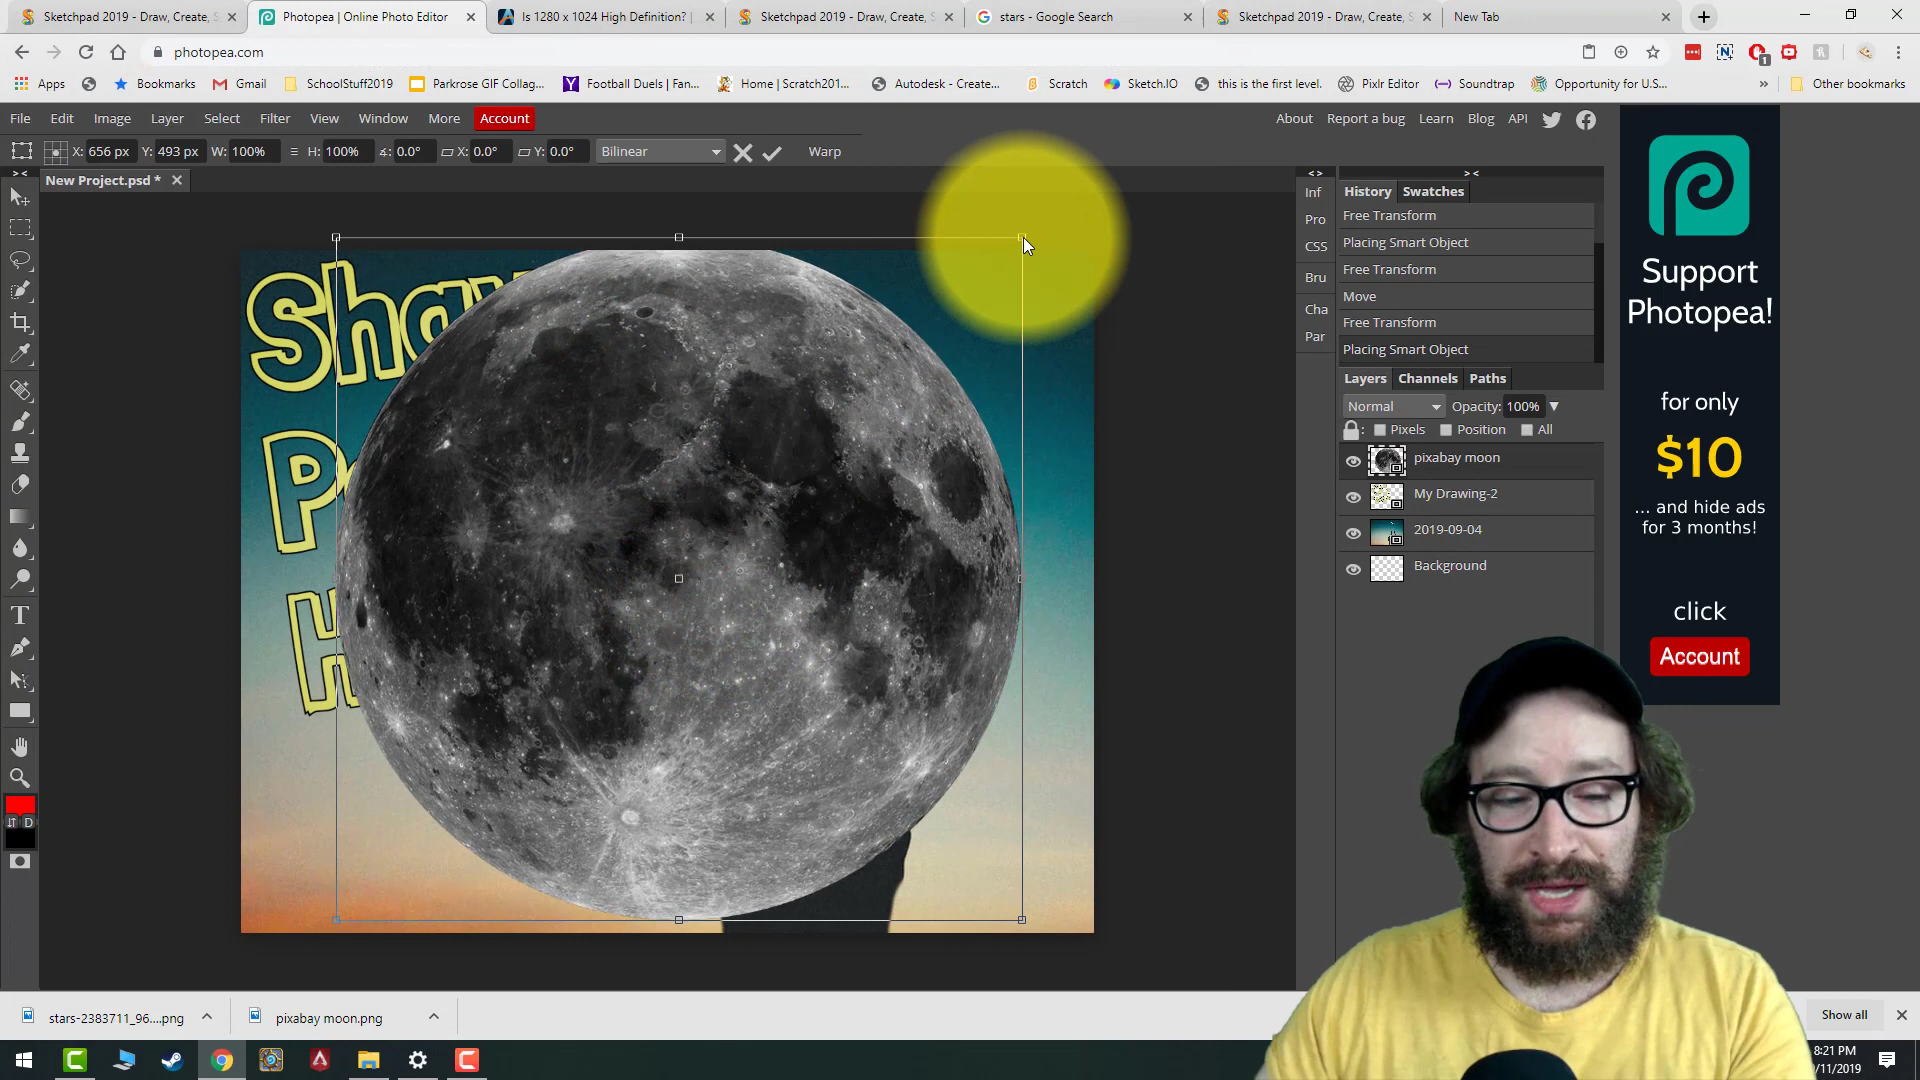 Sketchpad 2019 - Draw, Create, S
Photopea | Online Photo Editor
Is 1280 x 1024 High Definition? |
Sketchpad 2019 - Draw, Create, S
stars - Google Search
Sketchpad 2019 - Draw, Create, S
New Tab
photopea.com
Apps
Bookmarks
Gmail
SchoolStuff2019
Parkrose GIF Collag...
Football Duels | Fan...
Home | Scratch201...
Autodesk - Create...
Scratch
Sketch.IO
this is the first level.
Pixlr Editor
Soundtrap
Opportunity for U.S...
Other bookmarks
File Edit Image Layer Select Filter View Window More Account
About Report a bug Learn Blog API
X: 656 px Y: 493 px W: 100% H: 100% 0.0° X: 0.0° Y: 0.0° Bilinear Warp
New Project.psd *
Inf
Pro
CSS
Bru
Cha
Par
History Swatches
Free Transform
Placing Smart Object
Free Transform
Move
Free Transform
Placing Smart Object
Layers Channels Paths
Normal Opacity: 100%
Pixels Position All
pixabay moon
My Drawing-2
2019-09-04
Background
Support
Photopea!
for only
$10
... and hide ads
for 3 months!
click
Account
Sha
P
H
T
D
stars-2383711_96....png
pixabay moon.png
Show all
8:21 PM
/11/2019